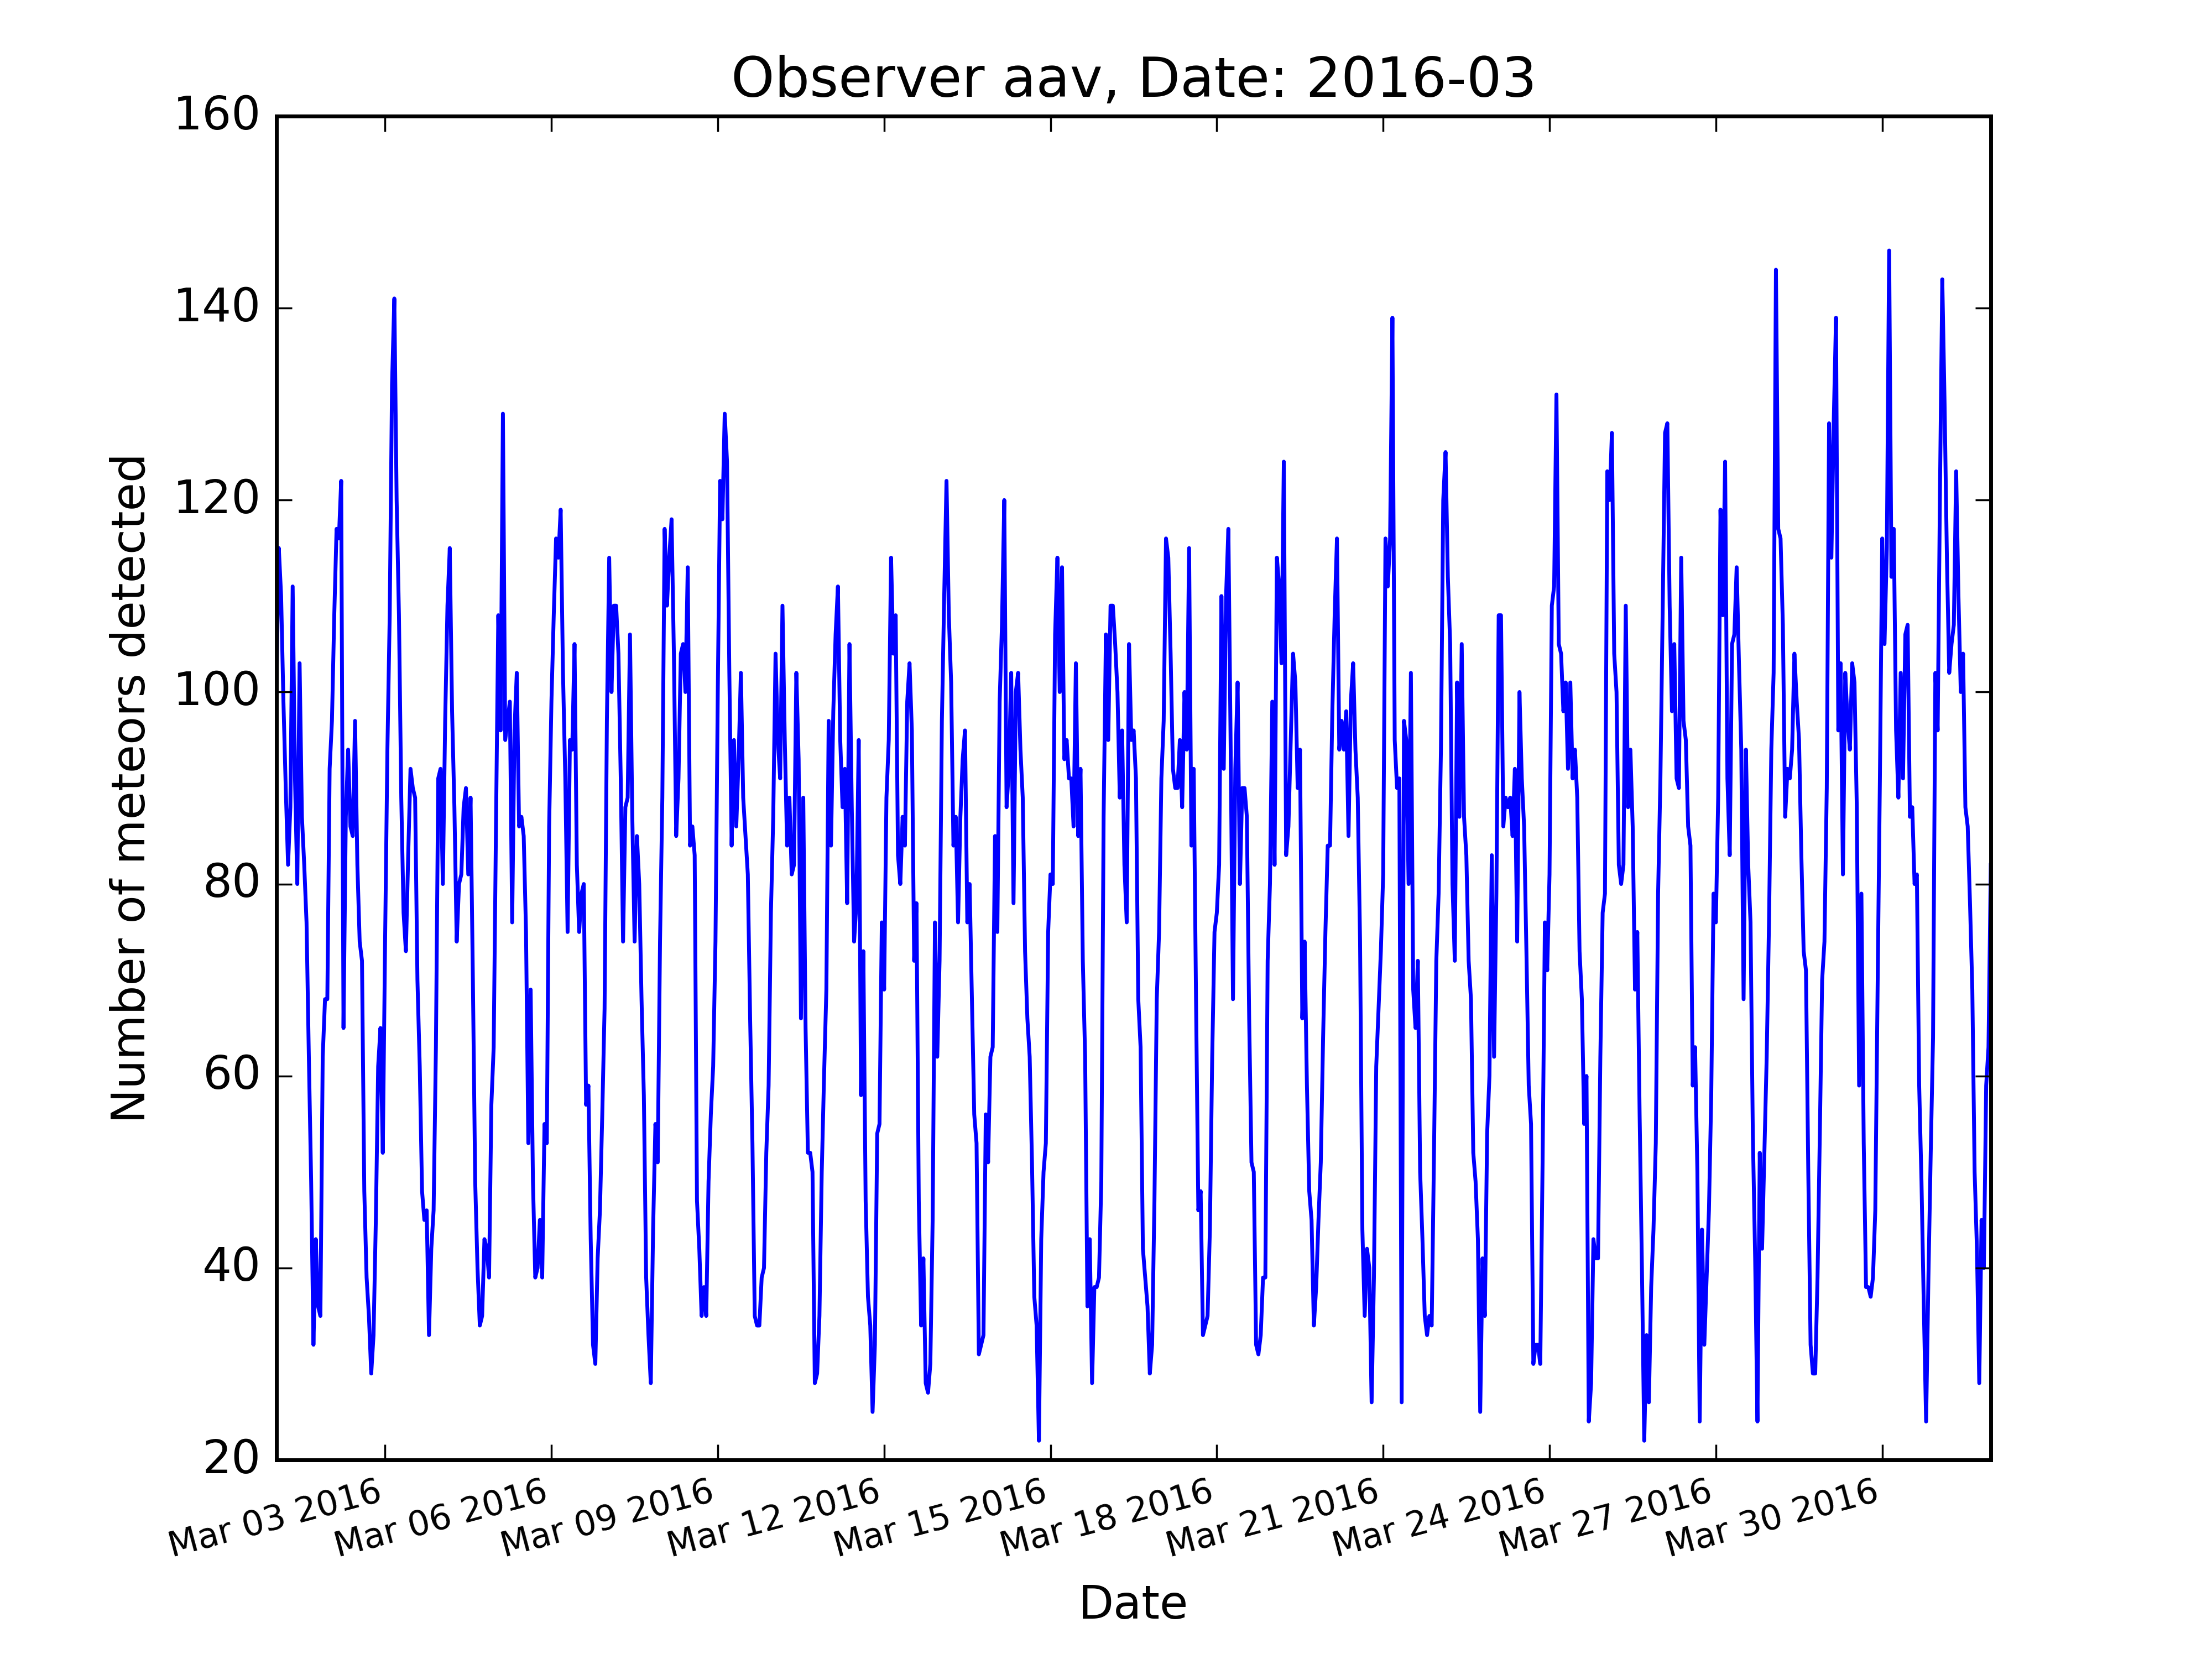 Observer aav, Date: 2016-03
160
140
120
100
80
60
40
20
Number of meteors detected
Mar 03 2016
Mar 06 2016
Mar 09 2016
Mar 12 2016
Mar 15 2016
Mar 18 2016
Mar 21 2016
Mar 24 2016
Mar 27 2016
Mar 30 2016
Date